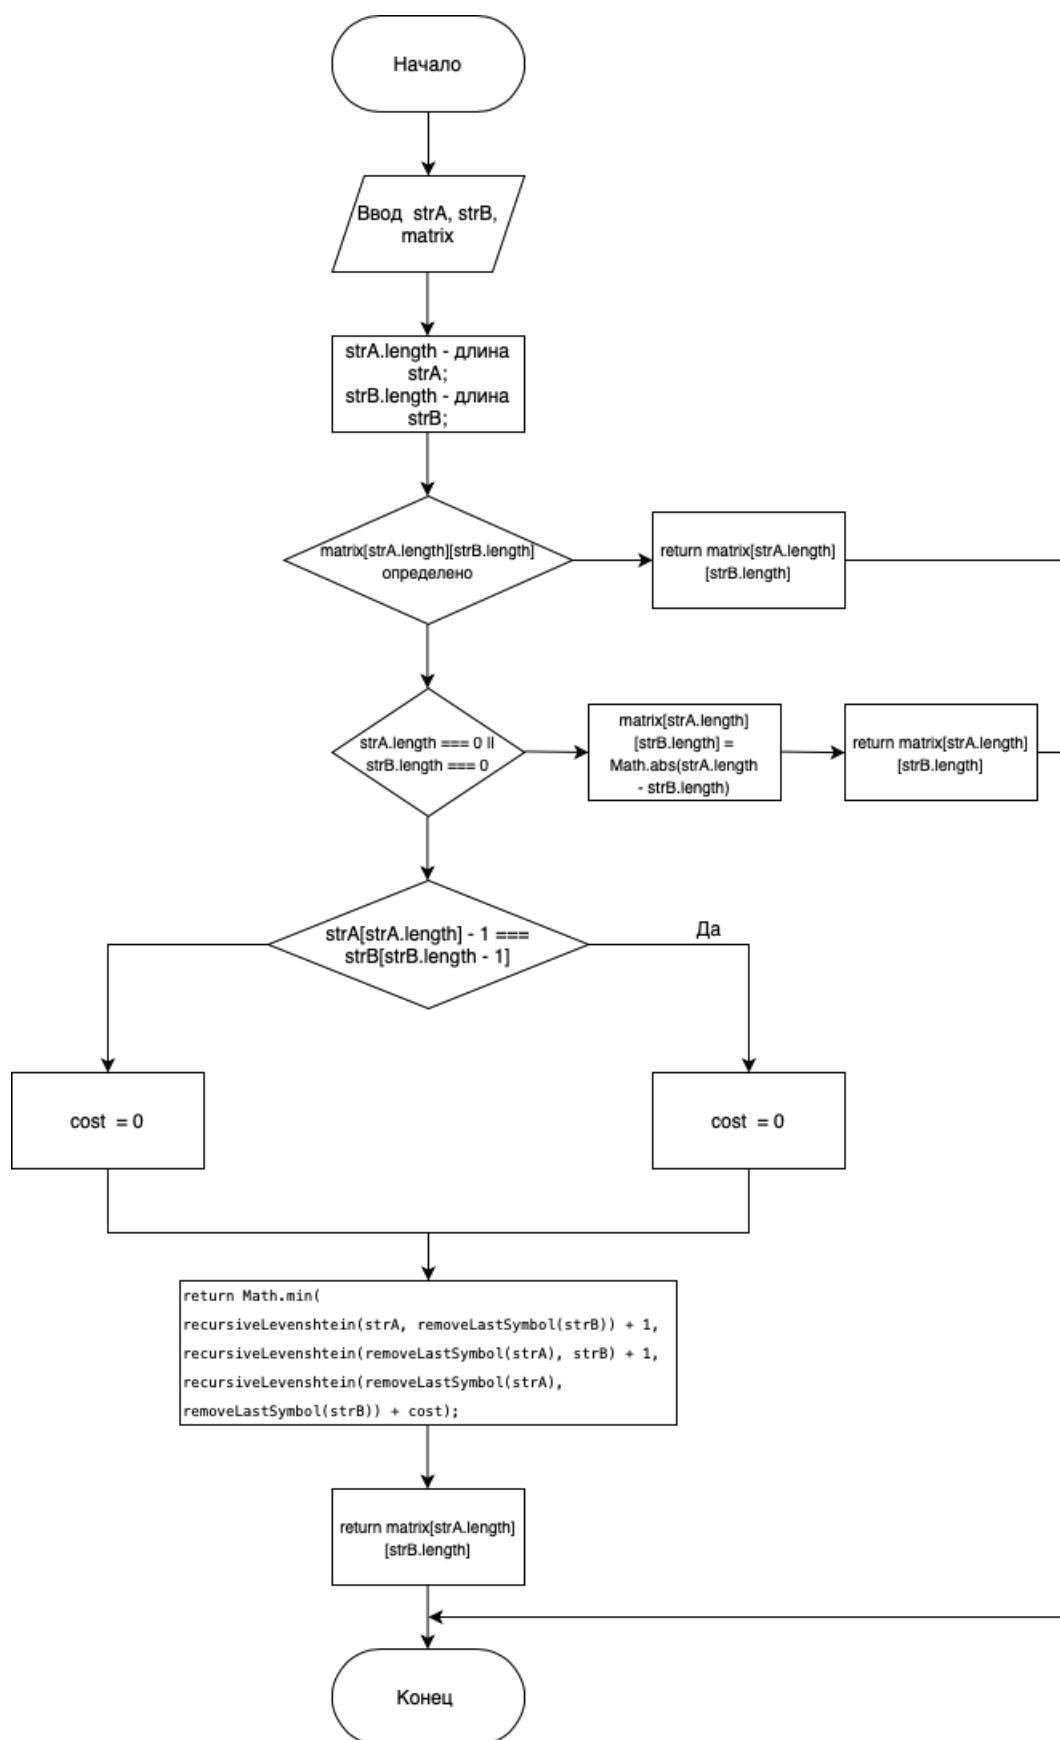 Начало
Ввод strA, strB,
matrix
strA.length - длина
strA;
strB.length - длина
strB;
matrix[strA.length][strB.length]
определено
return matrix[strA.length]
[strB.length]
strA.length === 0 ||
strB.length === 0
matrix[strA.length]
[strB.length] =
Math.abs(strA.length
- strB.length)
return matrix[strA.length]
[strB.length]
strA[strA.length] - 1 ===
strB[strB.length - 1]
Да
cost = 0
cost = 0
return Math.min(
recursiveLevenshtein(strA, removeLastSymbol(strB)) + 1,
recursiveLevenshtein(removeLastSymbol(strA), strB) + 1,
recursiveLevenshtein(removeLastSymbol(strA),
removeLastSymbol(strB)) + cost);
return matrix[strA.length]
[strB.length]
Конец